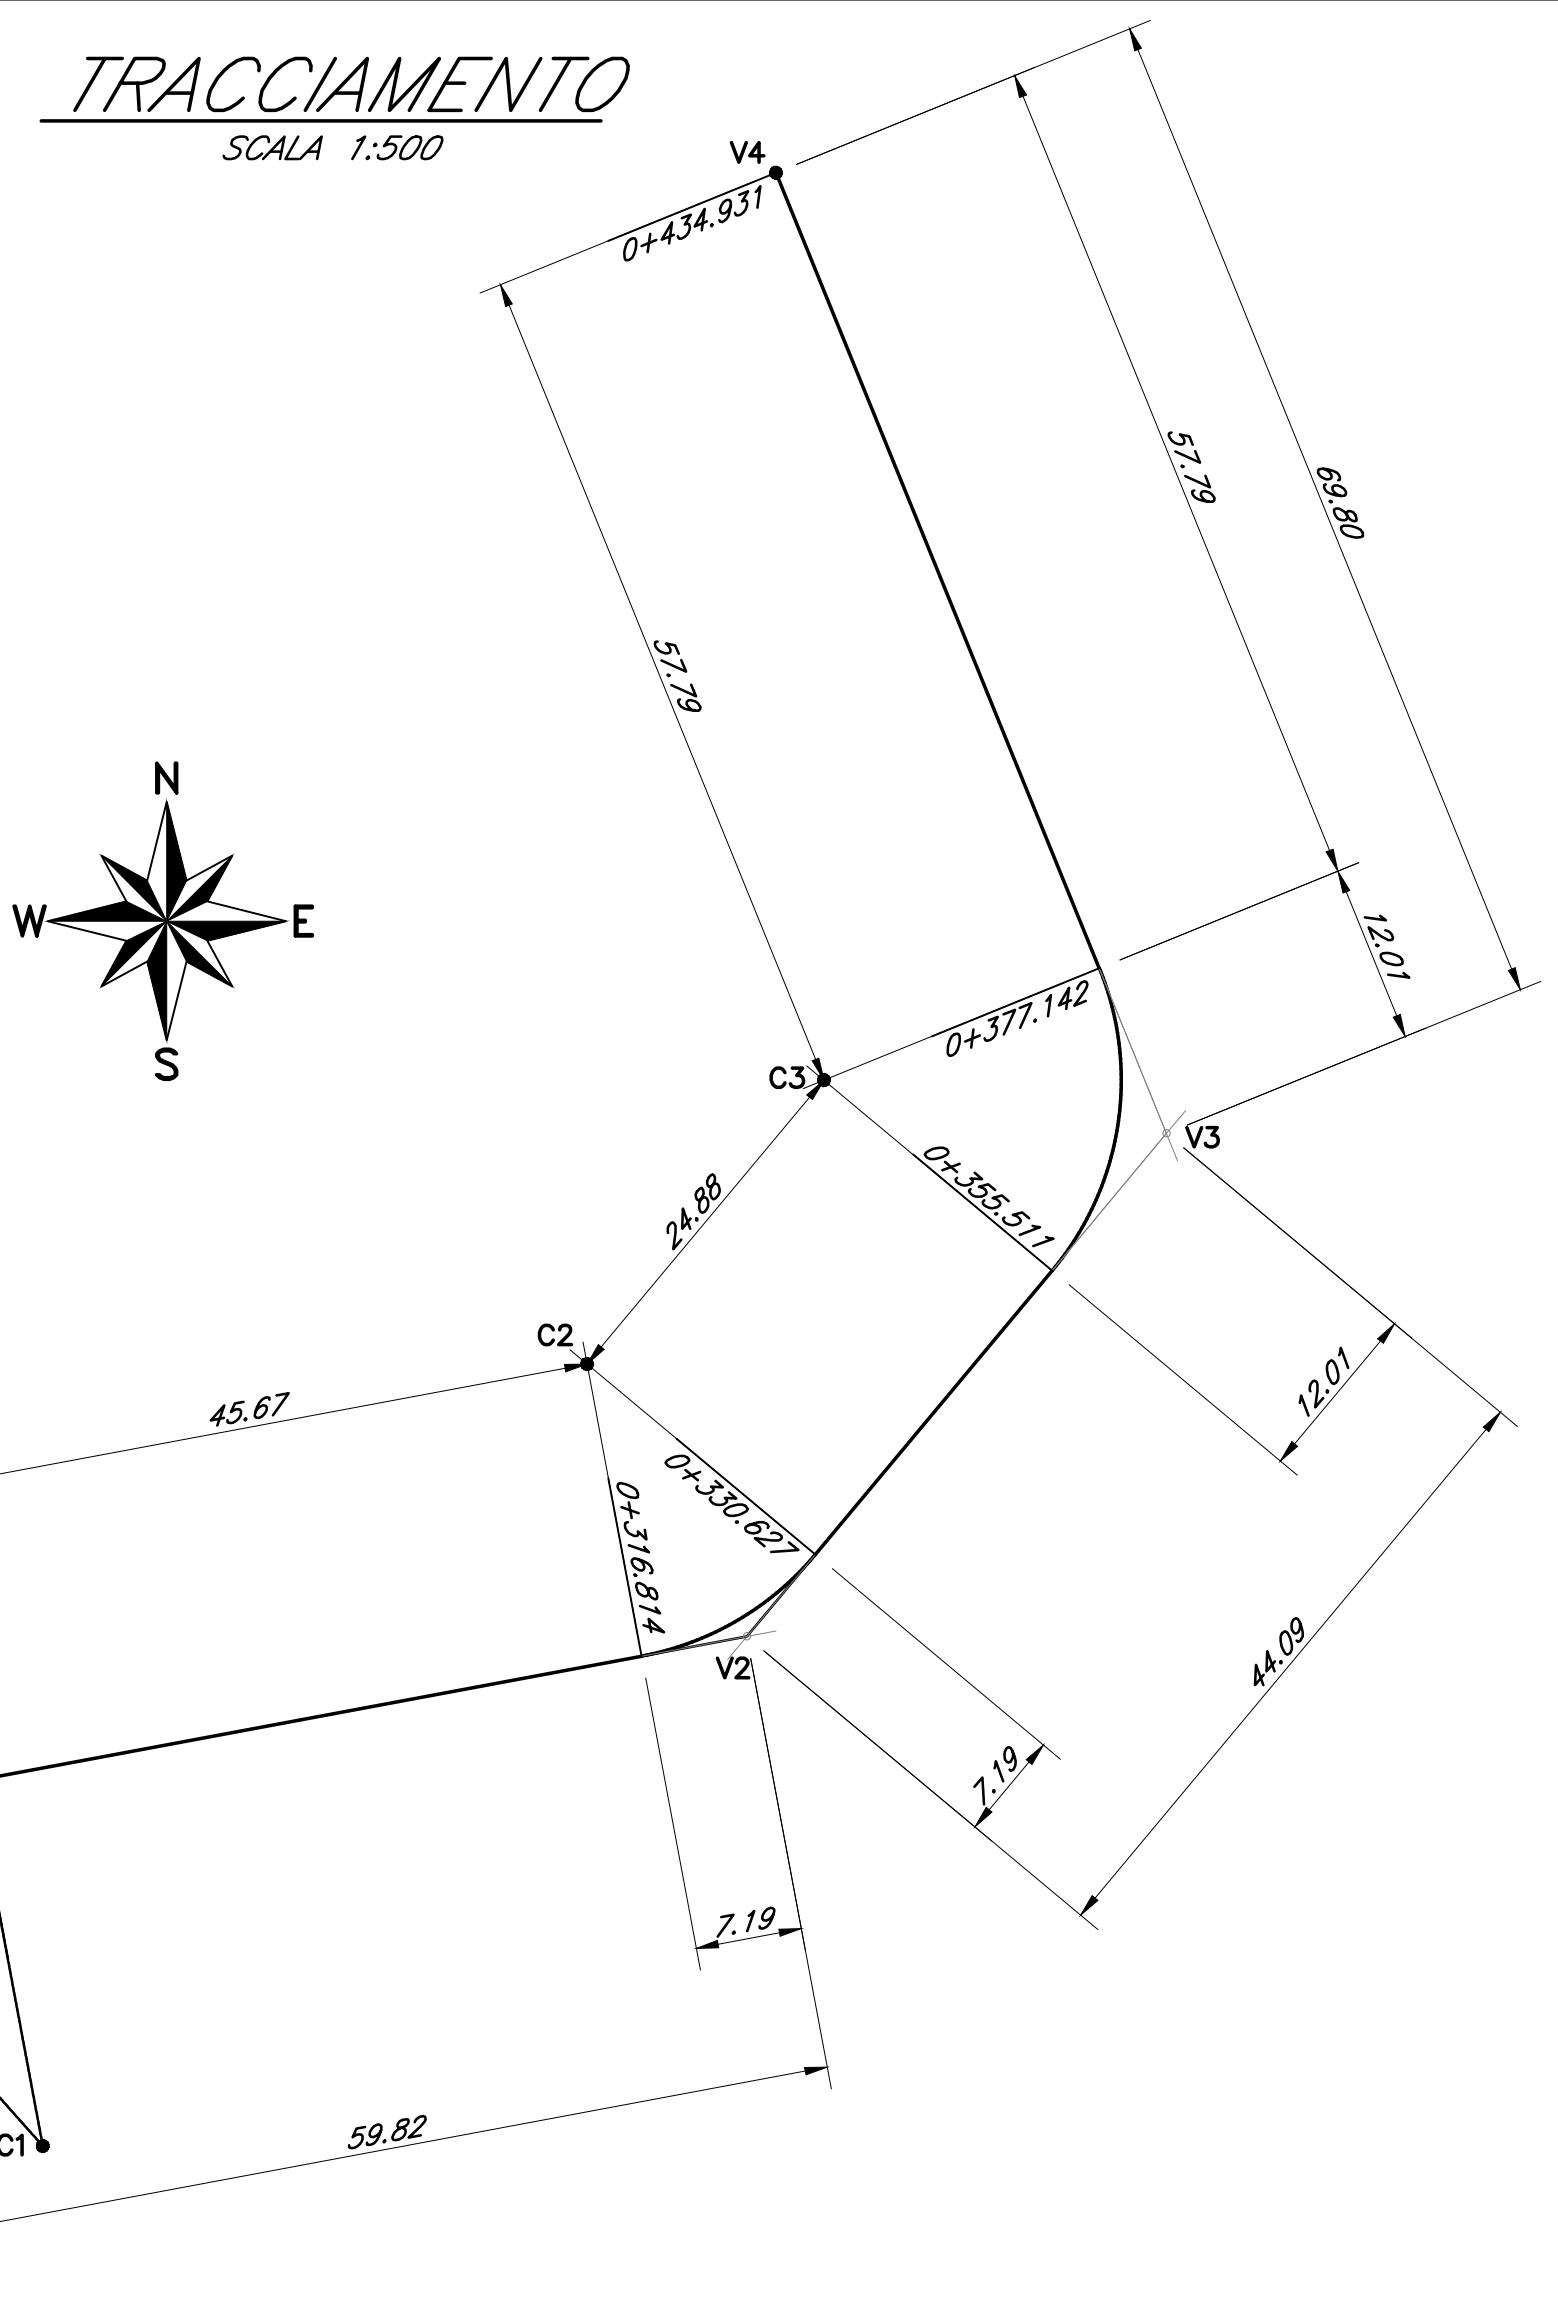 TRACCIAMENTO
SCALA 1:500
V4
0+434.931
57.79
69.80
57.79
N
W
E
S
12.01
0+377.142
C3
V3
0+355.511
24.88
C2
12.01
45.67
0+330.627
0+316.814
V2
44.09
7.19
7.19
59.82
C1